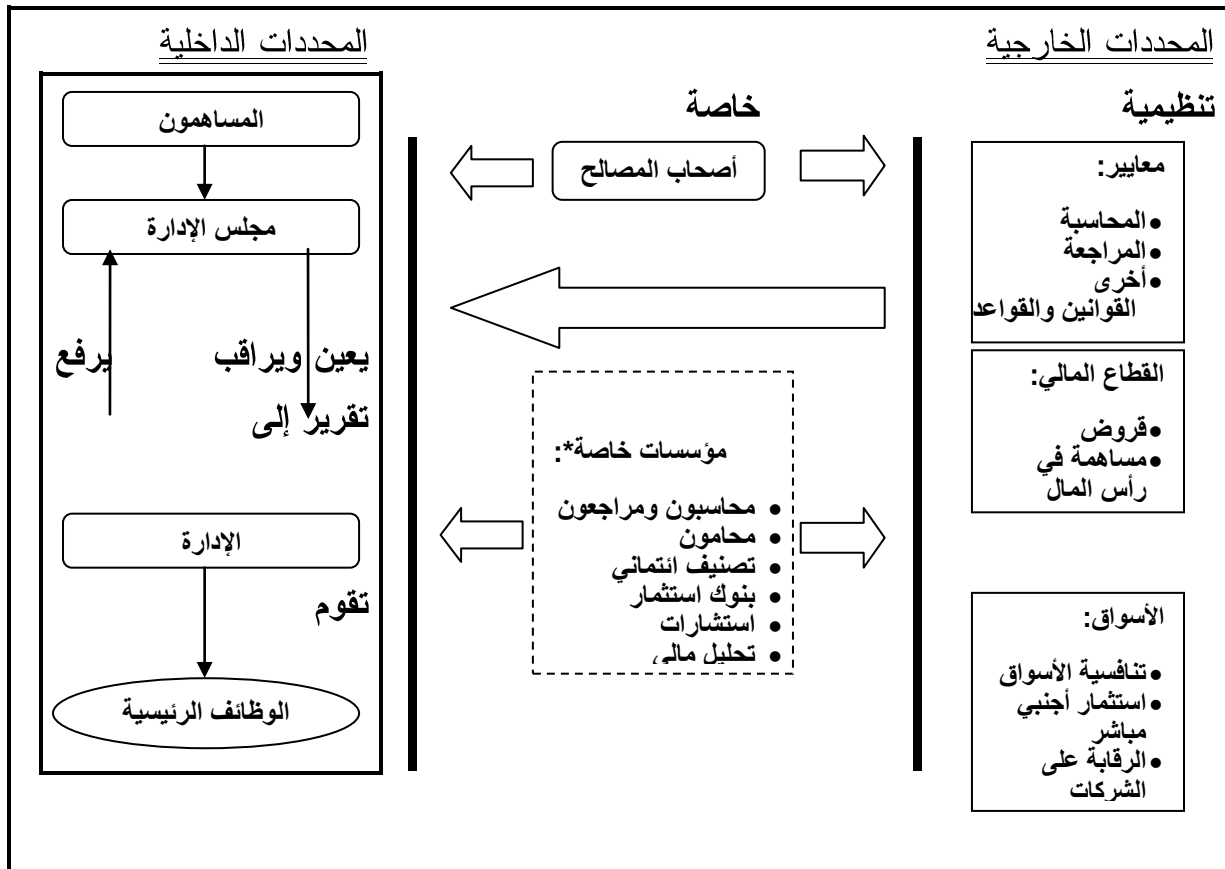 المحددات الخارجية
المحددات الداخلية
تنظيمية
خاصة
معايير:
●المحاسبة
●المراجعة
●أخرى
القوانين والقواعد
القطاع المالي:
●قروض
●مساهمة في
رأس المال
الأسواق:
●تنافسية الأسواق
●استثمار أجنبي
مباشر
●الرقابة على
الشركات
أصحاب المصالح
مؤسسات خاصة*:
● محاسبون ومراجعون
● محامون
● تصنيف ائتماني
● بنوك استثمار
● استشارات
● تحليل مالي
المساهمون
مجلس الإدارة
يعين ويراقب يرفع
تقرير إلى
الإدارة
تقوم
الوظائف الرئيسية